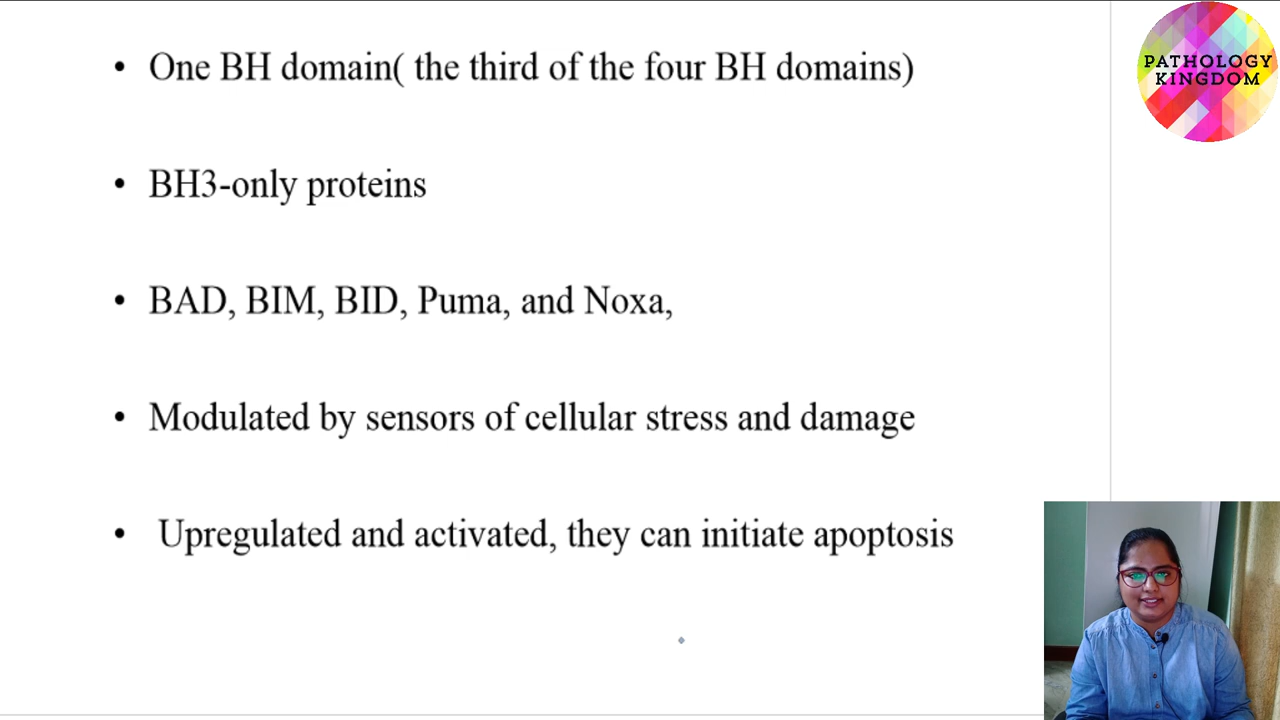 • One BH domain( the third of the four BH domains)
• BH3-only proteins
• BAD, BIM, BID, Puma, and Noxa,
• Modulated by sensors of cellular stress and damage
• Upregulated and activated, they can initiate apoptosis
PATHOLOGY
KINGDOM